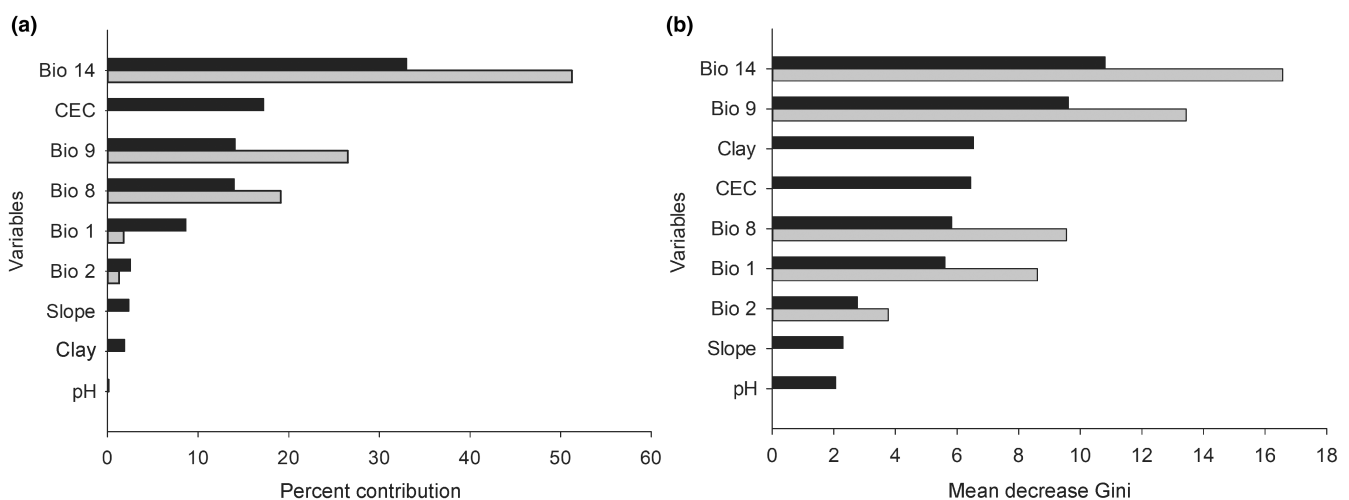 (a)
Bio 14
CEC
Bio 9
Bio 8
Bio 1
Bio 2
Slope
Clay
pH
Variables
0 10 20 30 40 50 60
Percent contribution
(b)
Bio 14
Bio 9
Clay
CEC
Bio 8
Bio 1
Bio 2
Slope
pH
Variables
0 2 4 6 8 10 12 14 16 18
Mean decrease Gini